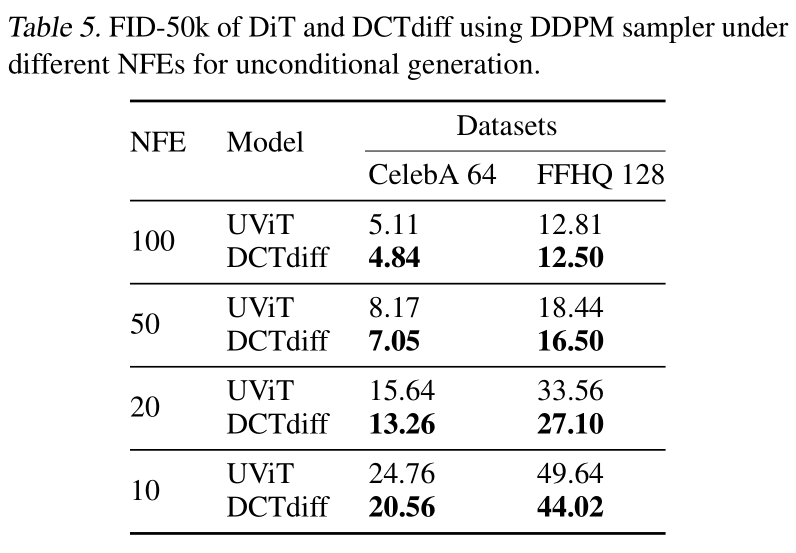 Table 5. FID-50k of DiT and DCTdiff using DDPM sampler under
different NFEs for unconditional generation.
NFE Model Datasets
CelebA 64 FFHQ 128
100 UViT 5.11 12.81
DCTdiff 4.84 12.50
50 UViT 8.17 18.44
DCTdiff 7.05 16.50
20 UViT 15.64 33.56
DCTdiff 13.26 27.10
10 UViT 24.76 49.64
DCTdiff 20.56 44.02